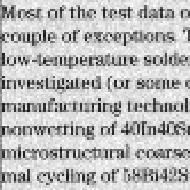 Most of the test data
couple of exceptions.
low-temperature solde
investigated (or some
manufacturing technol
nonwetting of 40In40S
microstructural coarse
mal cycling of 58Bi42S